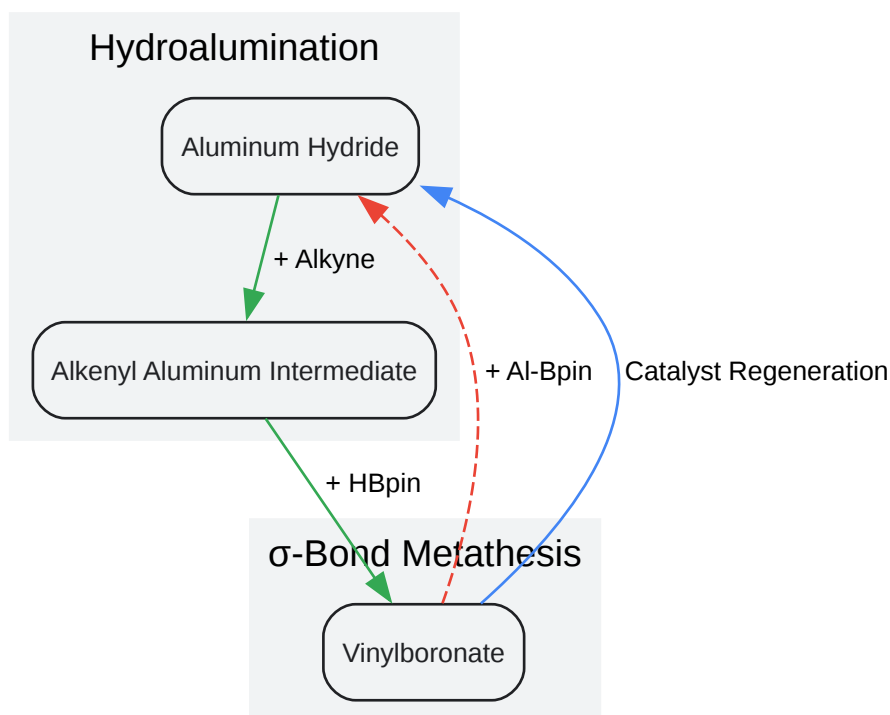 Hydroalumination
Aluminum Hydride
+ Alkyne
Alkenyl Aluminum Intermediate
+ Al-Bpin
Catalyst Regeneration
+ HBpin
σ-Bond Metathesis
Vinylboronate